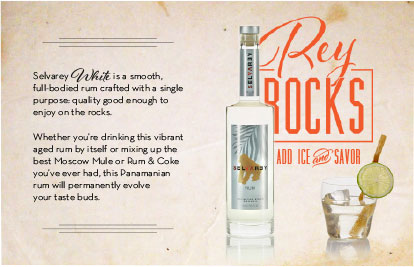 Selvarey White is a smooth,
full-bodied rum crafted with a single
purpose: quality good enough to
enjoy on the rocks.
Whether you're drinking this vibrant
aged rum by itself or mixing up the
best Moscow Mule or Rum & Coke
you've ever had, this Panamanian
rum will permanently evolve
your taste buds.
SELVAREY
SELVAREY
RUM
Rey
ROCKS
ADD ICE and SAVOR